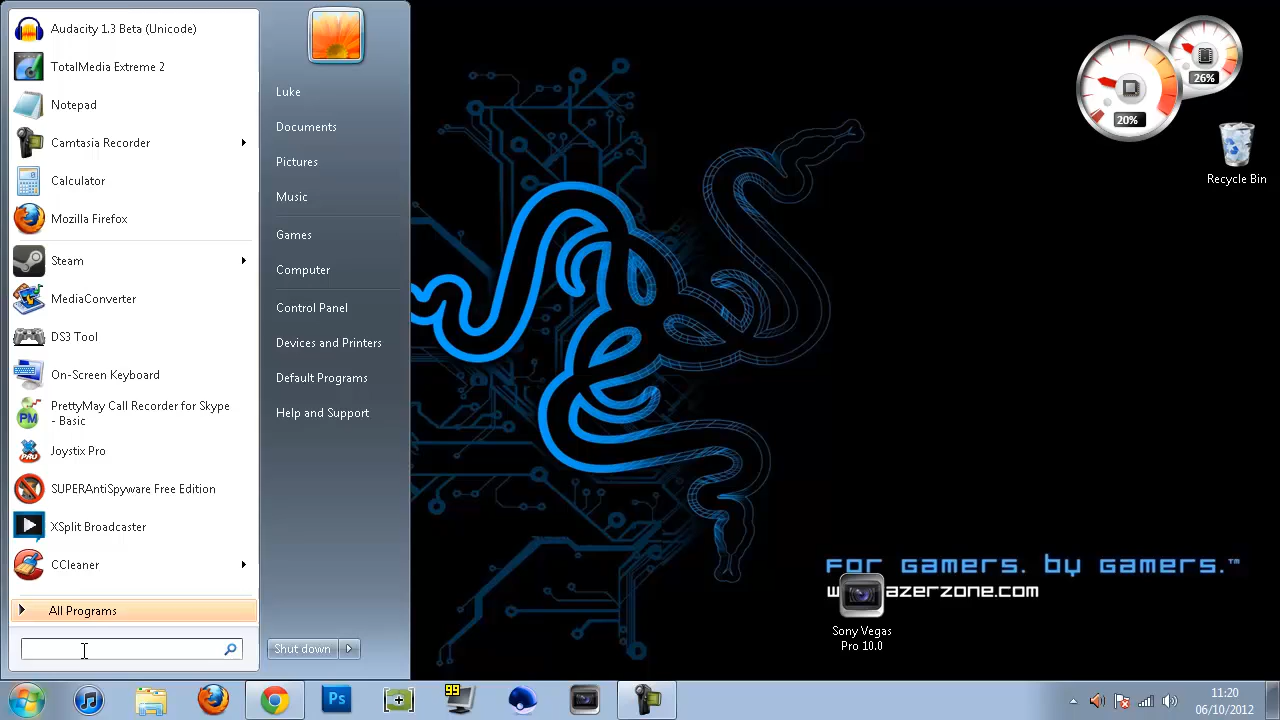 Audacity 1.3 Beta (Unicode)
TotalMedia Extreme 2
Notepad
Camtasia Recorder
Calculator
Mozilla Firefox
Steam
MediaConverter
DS3 Tool
On-Screen Keyboard
PrettyMay Call Recorder for Skype
- Basic
Joystix Pro
SUPERAntiSpyware Free Edition
XSplit Broadcaster
CCleaner
All Programs
Luke
Documents
Pictures
Music
Games
Computer
Control Panel
Devices and Printers
Default Programs
Help and Support
Shut down
20%
26%
Recycle Bin
FOR GAMERS. BY GAMERS.™
azerzone.com
Sony Vegas
Pro 10.0
PM
PRO
Ps
99
11:20
06/10/2012